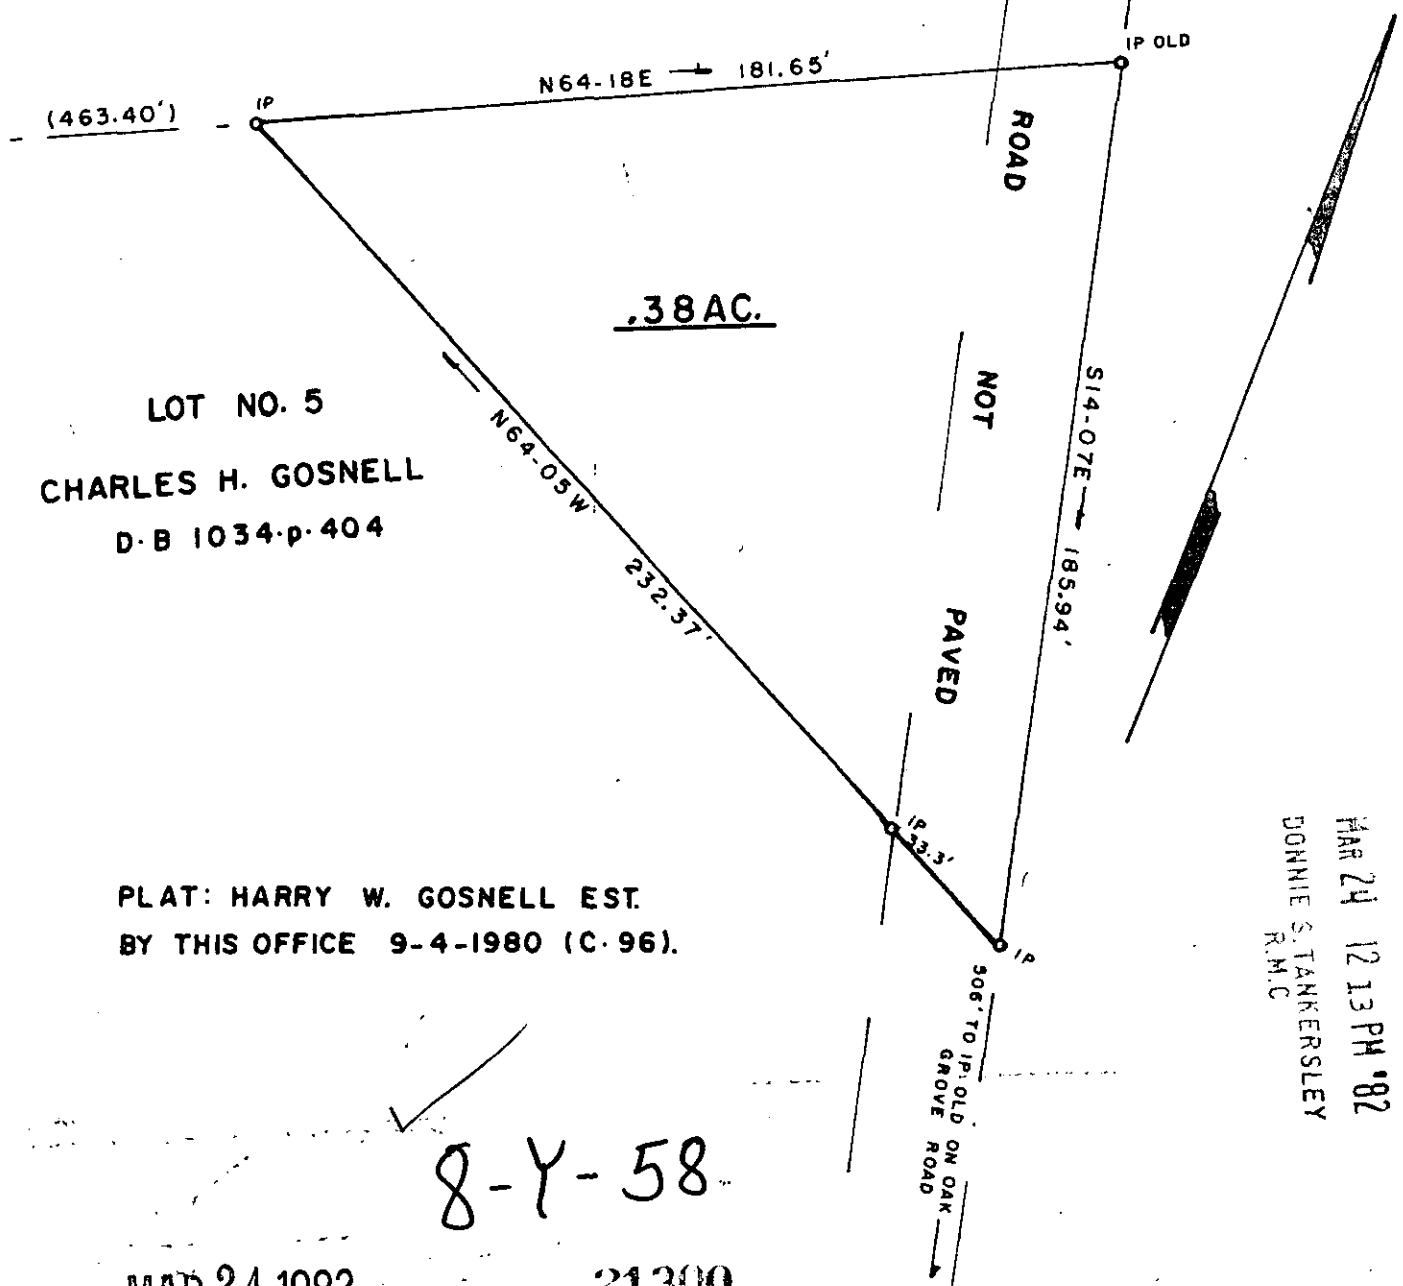 IP OLD
N64-18E 181.65'
(463.40')
IP
ROAD
.38 AC.
NOT
S14-07E 185.94'
LOT NO. 5
CHARLES H. GOSNELL
D.B 1034.p.404
N64-05W
232.37'
PAVED
IP
33.3'
IP
PLAT: HARRY W. GOSNELL EST.
BY THIS OFFICE 9-4-1980 (C.96).
MAR 24 12 13 PM '82
DONNIE S. TANKERSLEY
R.M.C
TO IP OLD ON OAK
GROVE ROAD
8-Y-58